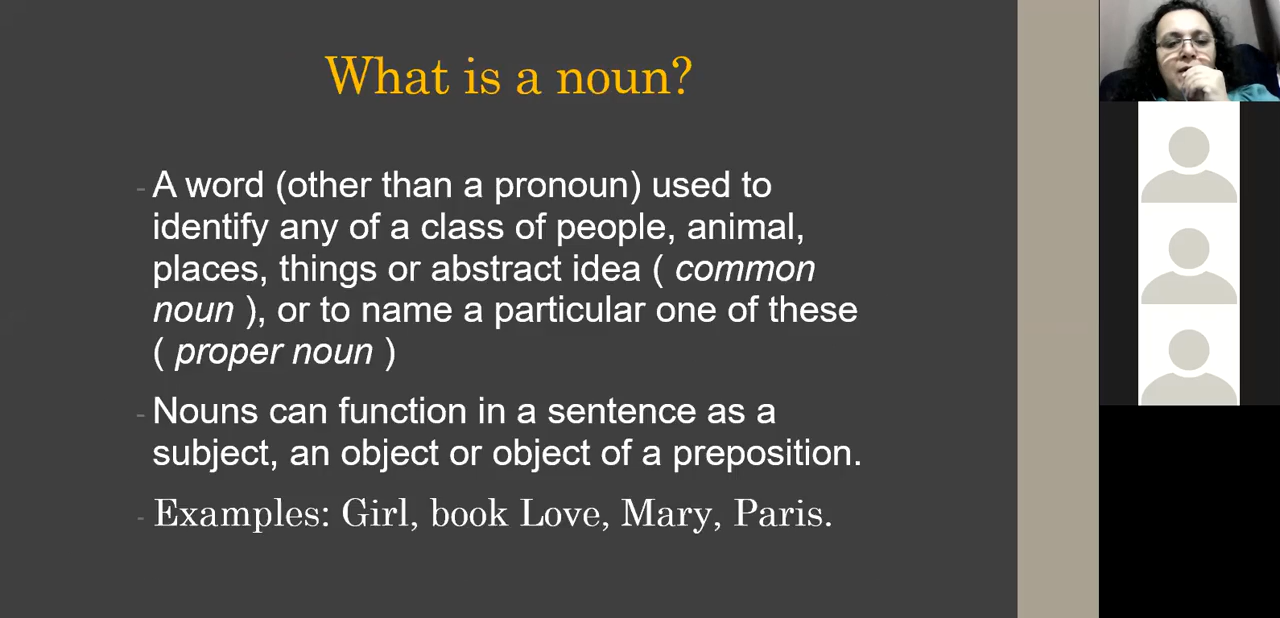 What is a noun?
- A word (other than a pronoun) used to
identify any of a class of people, animal,
places, things or abstract idea ( common
noun ), or to name a particular one of these
( proper noun )
- Nouns can function in a sentence as a
subject, an object or object of a preposition.
- Examples: Girl, book Love, Mary, Paris.